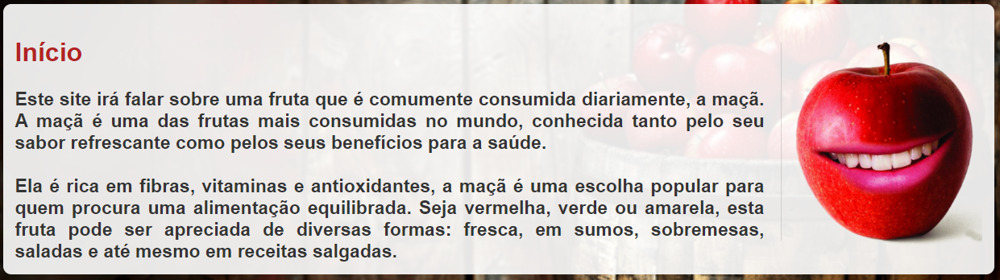 Início
Este site irá falar sobre uma fruta que é comumente consumida diariamente, a maçã.
A maçã é uma das frutas mais consumidas no mundo, conhecida tanto pelo seu
sabor refrescante como pelos seus benefícios para a saúde.
Ela é rica em fibras, vitaminas e antioxidantes, a maçã é uma escolha popular para
quem procura uma alimentação equilibrada. Seja vermelha, verde ou amarela, esta
fruta pode ser apreciada de diversas formas: fresca, em sumos, sobremesas,
saladas e até mesmo em receitas salgadas.